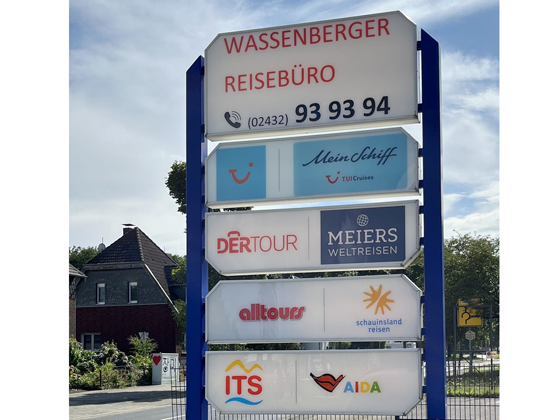 WASSENBERGER
REISEBÜRO
(02432) 93 93 94
Mein Schiff
TUI Cruises
DERTOUR
MEIERS
WELTREISEN
alltours
schauinsland
reisen
ITS
AIDA